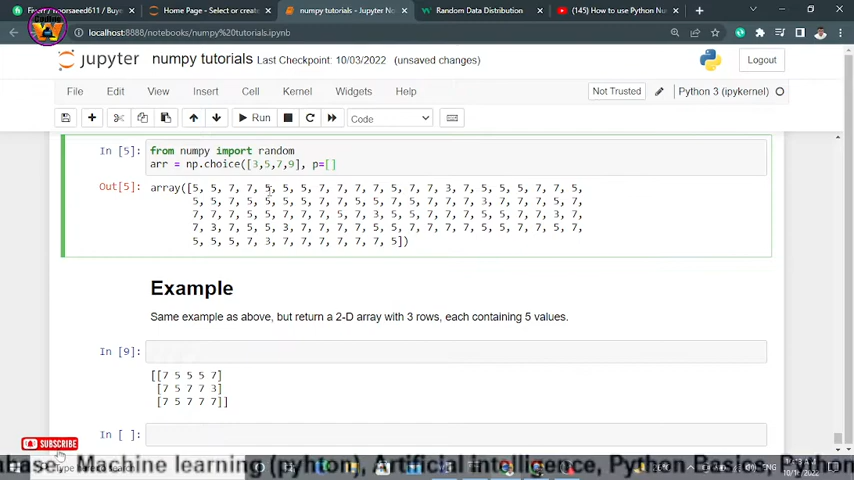 Fiverr / noorsaeed611 / Buye
Home Page - Select or create
numpy tutorials - Jupyter No
Random Data Distribution
(145) How to use Python Nu
localhost:8888/notebooks/numpy%20tutorials.ipynb
jupyter numpy tutorials Last Checkpoint: 10/03/2022 (unsaved changes)
Logout
File Edit View Insert Cell Kernel Widgets Help
Not Trusted Python 3 (ipykernel)
Run Code
In [5]: from numpy import random
arr = np.choice([3,5,7,9], p=[]
Out[5]: array([5, 5, 7, 7, 5, 5, 5, 7, 7, 7, 7, 5, 7, 7, 3, 7, 5, 5, 5, 7, 7, 5,
5, 5, 7, 5, 5, 5, 5, 7, 7, 5, 5, 7, 5, 7, 7, 3, 7, 7, 5, 7,
7, 7, 7, 5, 5, 7, 7, 5, 7, 3, 5, 5, 7, 7, 5, 7, 7, 3, 7,
7, 3, 7, 5, 5, 3, 7, 7, 7, 5, 5, 7, 7, 7, 7, 5, 5, 7, 7, 5, 7,
5, 5, 5, 7, 3, 7, 7, 7, 7, 7, 7, 5])
Example
Same example as above, but return a 2-D array with 3 rows, each containing 5 values.
In [9]:
[[7 5 5 5 7]
[7 5 7 7 3]
[7 5 7 7 7]]
In [ ]:
SUBSCRIBE
base, Machine learning (pyhton), Artificial Intelligence, Python Basics, Python